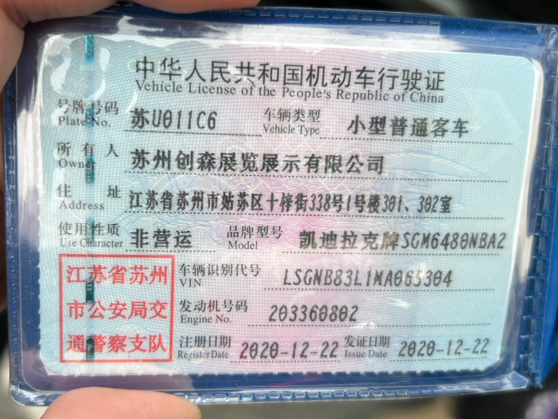 中华人民共和国机动车行驶证
Vehicle License of the People's Republic of China
号牌号码 苏U011C6 车辆类型 小型普通客车
Plate No. Vehicle Type
所有人 苏州创森展览展示有限公司
Owner
住址 江苏省苏州市姑苏区十梓街338号1号楼301、302室
Address
使用性质 非营运 品牌型号 凯迪拉克牌SGM6480NBA2
Use Character Model
江苏省苏州
市公安局交
通警察支队
车辆识别代号 LSGNB83L1MA065304
VIN
发动机号码 203360802
Engine No.
注册日期 2020-12-22 发证日期 2020-12-22
Register Date Issue Date